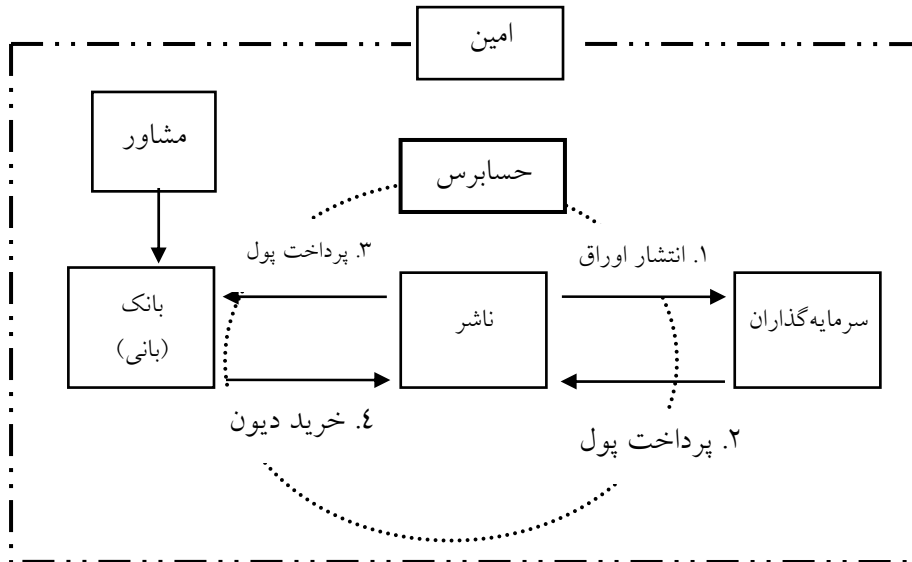 امین
مشاور
حسابرس
۳. پرداخت پول
۱. انتشار اوراق
بانک
(بانی)
ناشر
سرمایه‌گذاران
٤. خرید دیون
۲. پرداخت پول